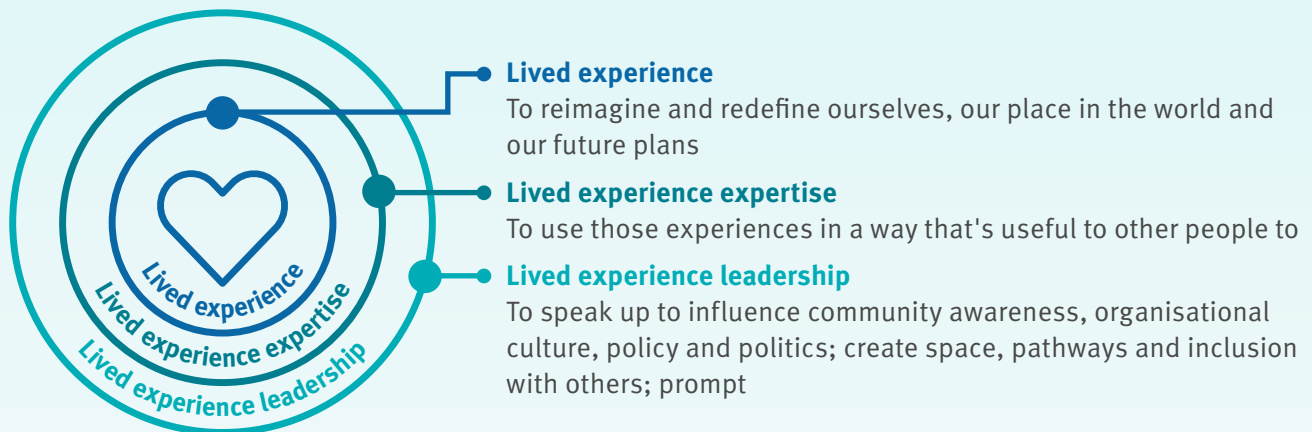 Lived experience
Lived experience expertise
Lived experience leadership
Lived experience
To reimagine and redefine ourselves, our place in the world and
our future plans
Lived experience expertise
To use those experiences in a way that's useful to other people to
Lived experience leadership
To speak up to influence community awareness, organisational
culture, policy and politics; create space, pathways and inclusion
with others; prompt